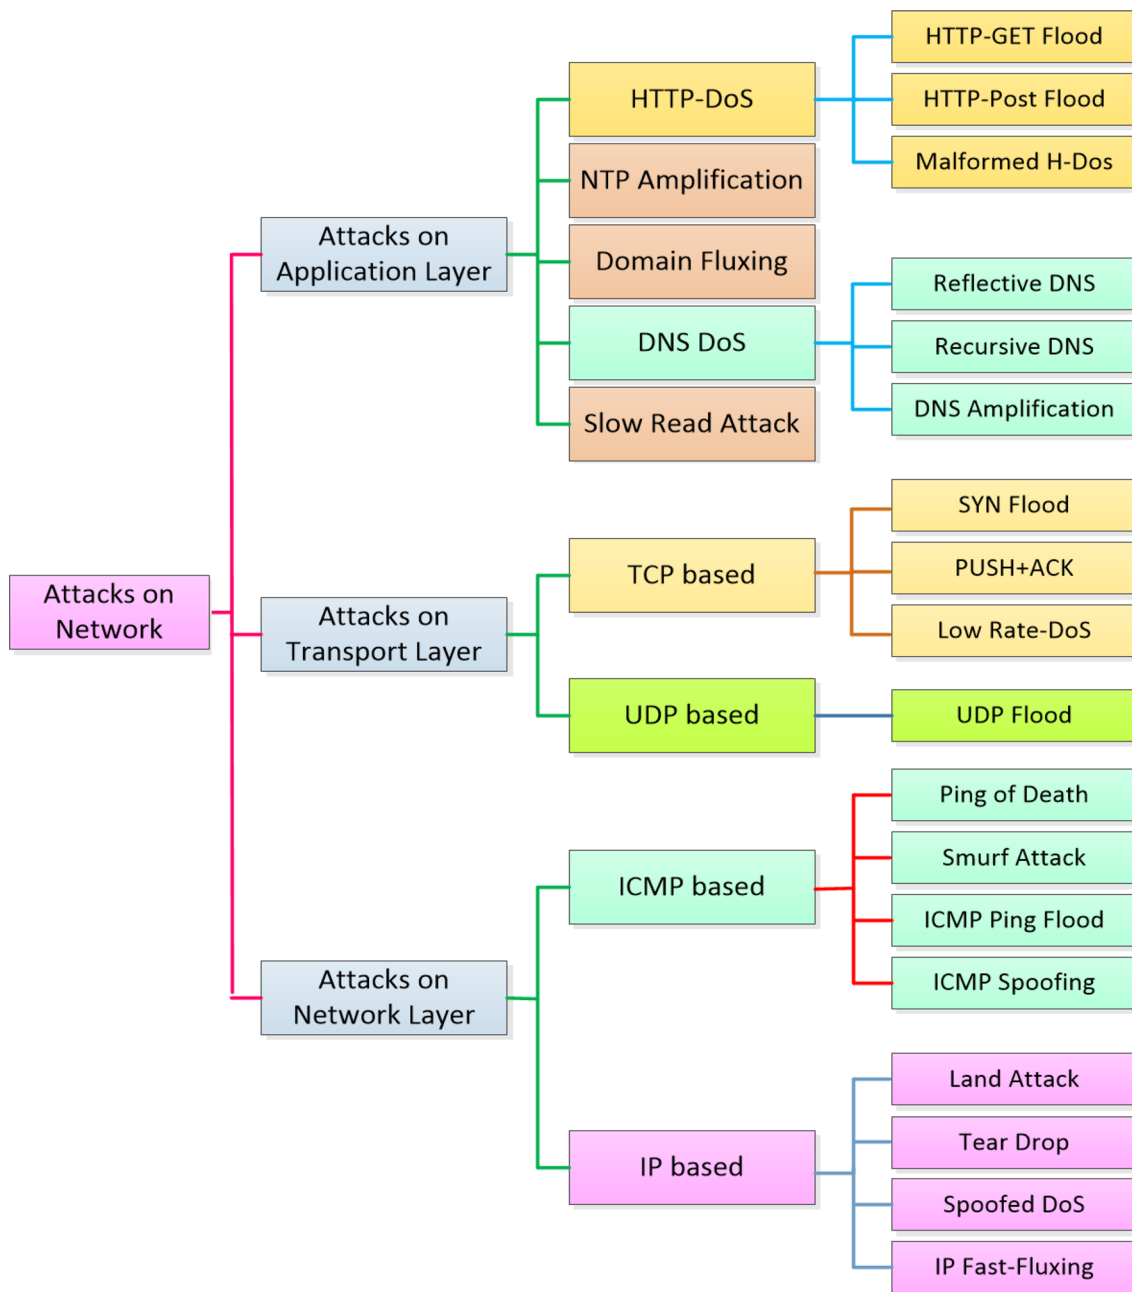 Attacks on
Network
Attacks on
Application Layer
HTTP-DoS
HTTP-GET Flood
HTTP-Post Flood
Malformed H-Dos
NTP Amplification
Domain Fluxing
DNS DoS
Reflective DNS
Recursive DNS
DNS Amplification
Slow Read Attack
Attacks on
Transport Layer
TCP based
SYN Flood
PUSH+ACK
Low Rate-DoS
UDP based
UDP Flood
Attacks on
Network Layer
ICMP based
Ping of Death
Smurf Attack
ICMP Ping Flood
ICMP Spoofing
IP based
Land Attack
Tear Drop
Spoofed DoS
IP Fast-Fluxing